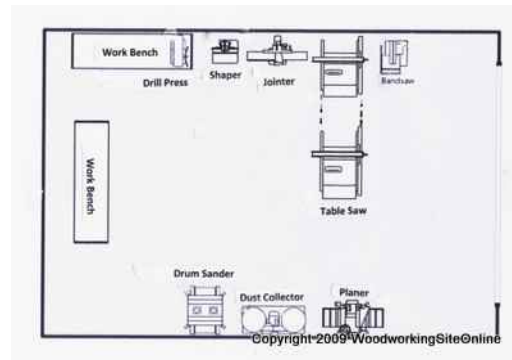 Work Bench
Drill Press
Shaper
Jointer
Bandsaw
Work Bench
Table Saw
Drum Sander
Dust Collector
Planer
Copyright 2009 WoodworkingSiteOnline